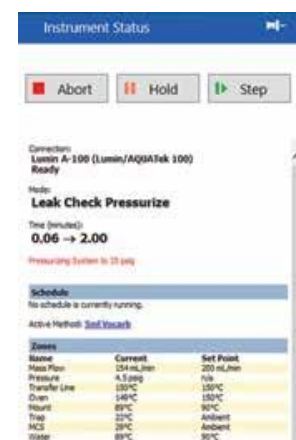 Instrument Status
Abort Hold Step
Connection:
Lumin A-100 (Lumin/AQUATek 100)
Ready
Mode:
Leak Check Pressurize
Time (minutes):
0.06 → 2.00
Pressurizing System to 15 psig
Schedule
No schedule is currently running.
Active Method: Soil Vocarb
Zones
Name Current Set Point
Mass Flow 154 mL/min 200 mL/min
Pressure 4.5 psig n/a
Transfer Line 150°C 150°C
Oven 149°C 150°C
Mount 89°C 90°C
Trap 22°C Ambient
MCS 28°C Ambient
Water 89°C 90°C